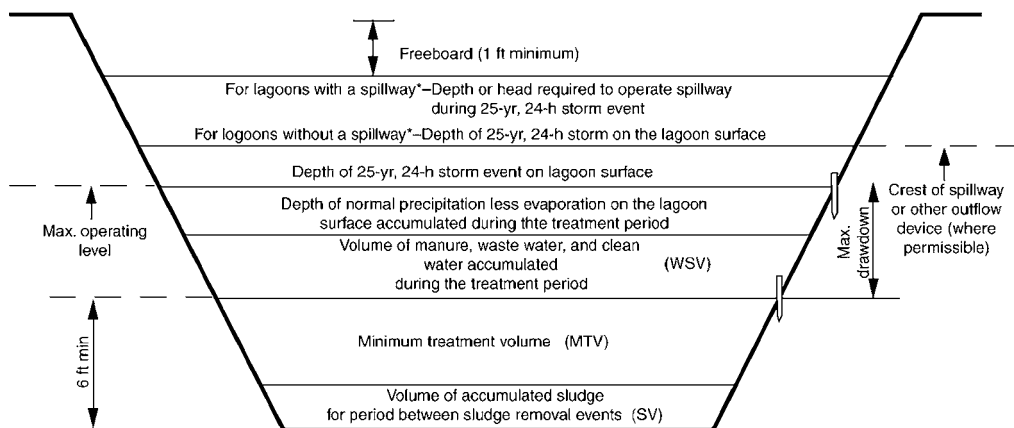 Freeboard (1 ft minimum)
For lagoons with a spillway*–Depth or head required to operate spillway
during 25-yr, 24-h storm event
For logoons without a spillway*–Depth of 25-yr, 24-h storm on the lagoon surface
Depth of 25-yr, 24-h storm event on lagoon surface
Depth of normal precipitation less evaporation on the lagoon
surface accumulated during thte treatment period
Volume of manure, waste water, and clean
water accumulated
during the treatment period
(WSV)
Minimum treatment volume (MTV)
Volume of accumulated sludge
for period between sludge removal events (SV)
Max. operating
level
6 ft min
Max.
drawdown
Crest of spillway
or other outflow
device (where
permissible)